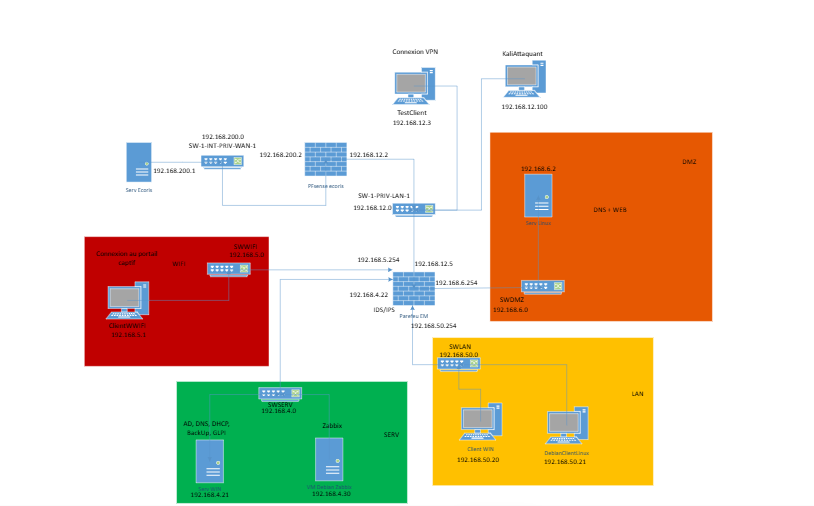 Connexion VPN
KaliAttaquant
TestClient
192.168.12.3
192.168.12.100
192.168.200.0
SW-1-INT-PRIV-WAN-1
192.168.200.1
Serv Ecoris
192.168.200.2
192.168.12.2
PFsense ecoris
SW-1-PRIV-LAN-1
192.168.12.0
DMZ
192.168.6.2
DNS + WEB
Serv Linux
SWDMZ
192.168.6.0
SWWIFI
192.168.5.0
Connexion au portail
captif
WIFI
ClientWWIFI
192.168.5.1
192.168.5.254
192.168.12.5
192.168.6.254
192.168.4.22
IDS/IPS
Parefeu EM
192.168.50.254
SWLAN
192.168.50.0
LAN
Client WIN
192.168.50.20
DebianClientLinux
192.168.50.21
SWSERV
192.168.4.0
AD, DNS, DHCP,
BackUp, GLPI
Zabbix
SERV
192.168.4.21
192.168.4.30